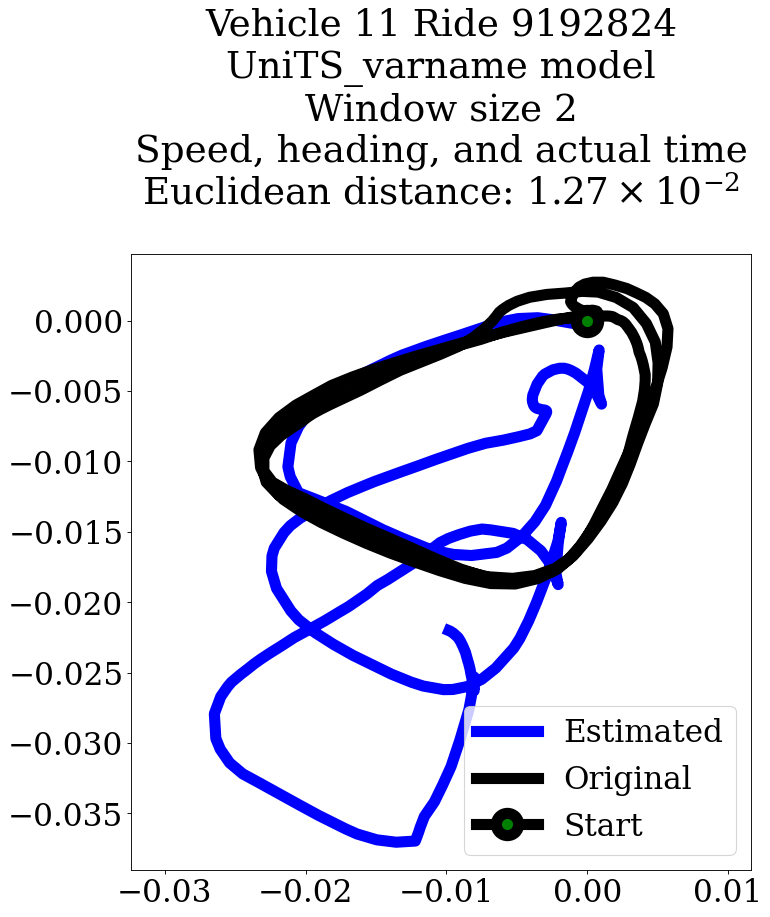 Vehicle 11 Ride 9192824
UniTS_varname model
Window size 2
Speed, heading, and actual time
Euclidean distance: 1.27 × 10⁻²
0.000
−0.005
−0.010
−0.015
−0.020
−0.025
−0.030
−0.035
Estimated
Original
Start
−0.03 −0.02 −0.01 0.00 0.01